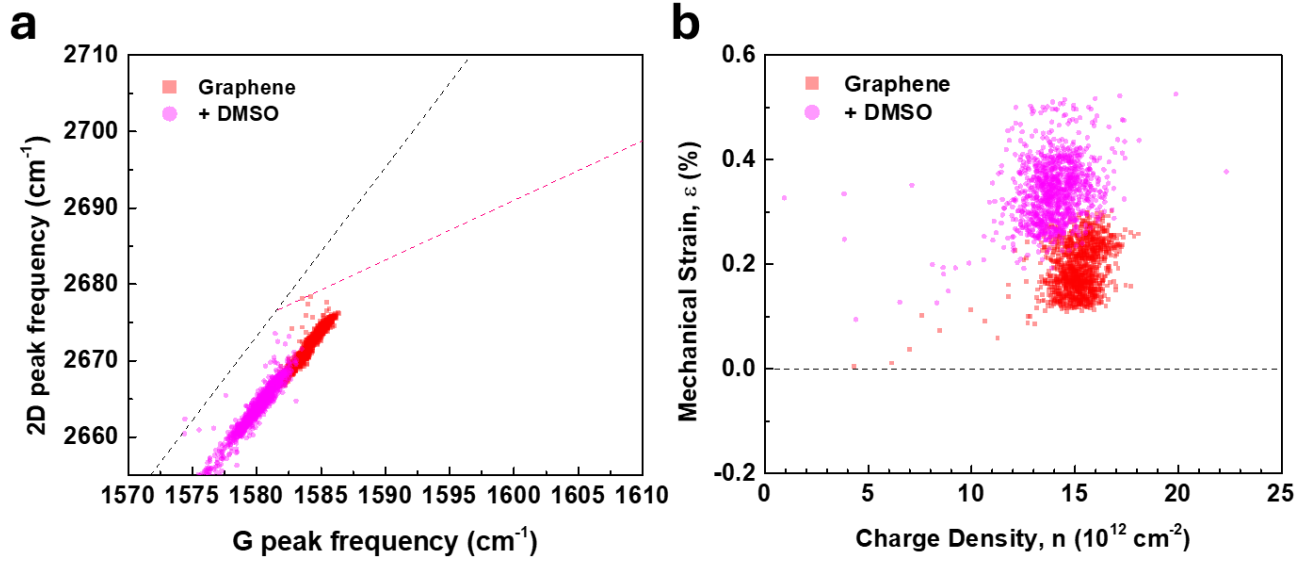 a
2710
2700
2690
2680
2670
2660
2D peak frequency (cm⁻¹)
Graphene
+ DMSO
1570 1575 1580 1585 1590 1595 1600 1605 1610
G peak frequency (cm⁻¹)
b
0.6
0.4
0.2
0.0
-0.2
Mechanical Strain, ε (%)
Graphene
+ DMSO
0 5 10 15 20 25
Charge Density, n (10¹² cm⁻²)